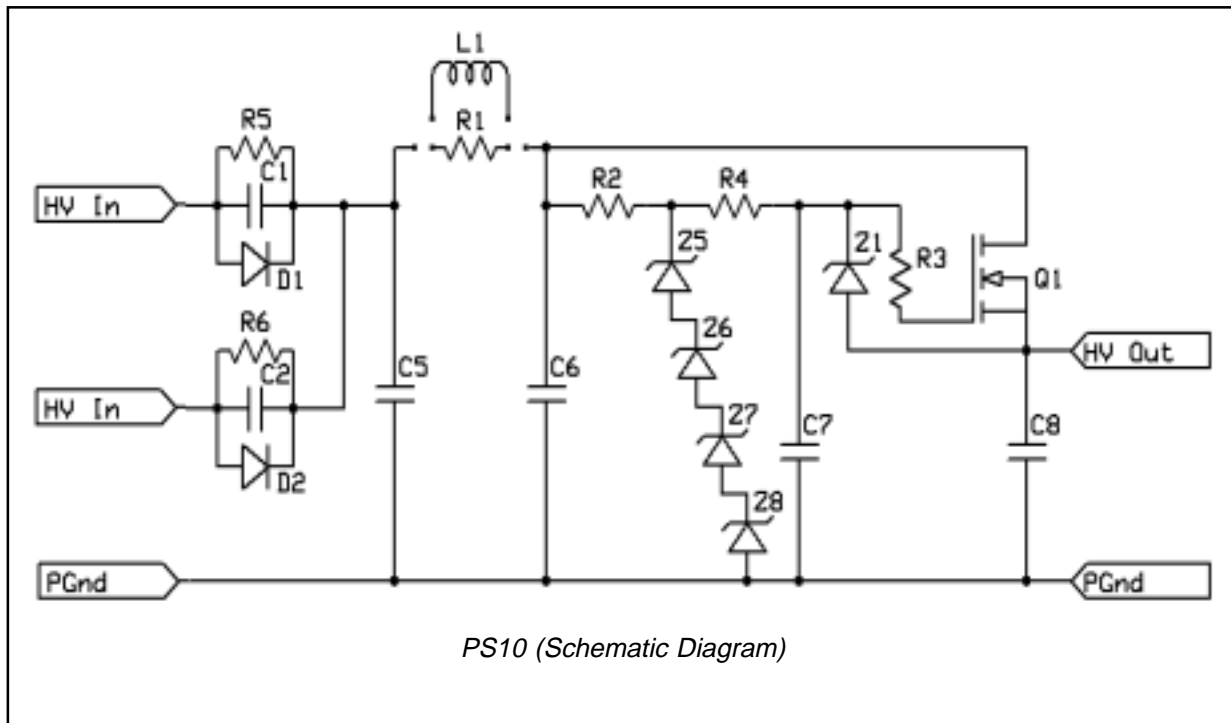 L1
R5
R1
C1
R2
R4
HV In
Z5
Z1
R3
Q1
D1
R6
Z6
C2
C5
C6
HV Out
HV In
Z7
C7
C8
D2
Z8
PGnd
PGnd
PS10 (Schematic Diagram)